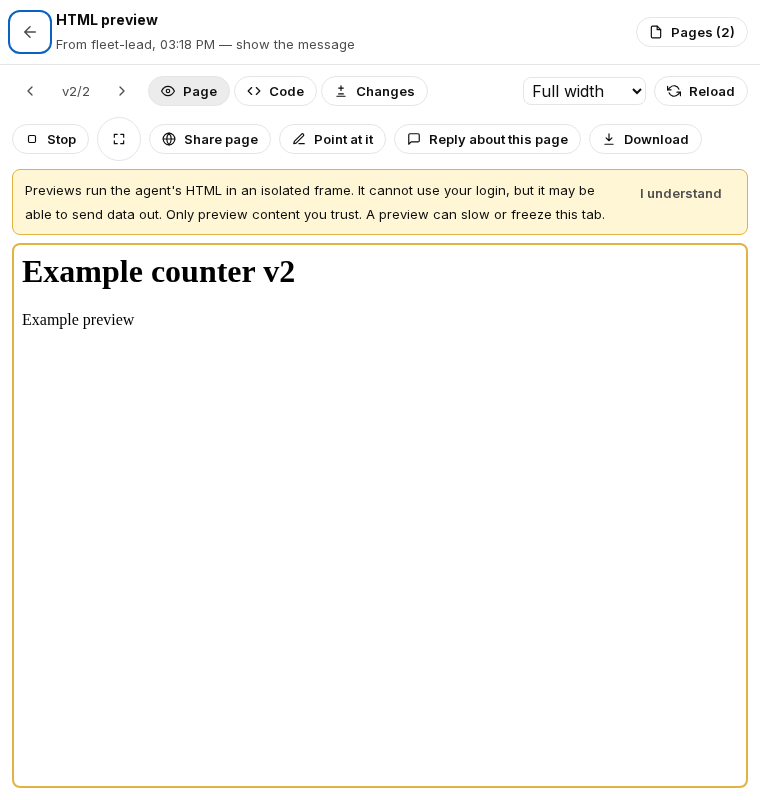 HTML preview
From fleet-lead, 03:18 PM — show the message
Pages (2)
v2/2
Page
Code
Changes
Full width
Reload
Stop
Share page
Point at it
Reply about this page
Download
Previews run the agent's HTML in an isolated frame. It cannot use your login, but it may be
able to send data out. Only preview content you trust. A preview can slow or freeze this tab.
I understand
Example counter v2
Example preview